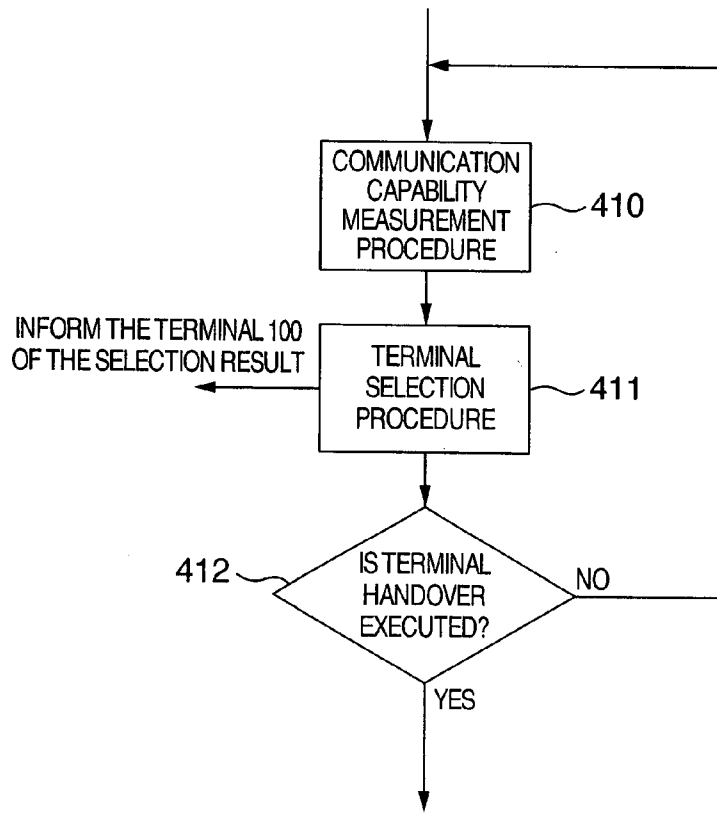 COMMUNICATION
CAPABILITY
MEASUREMENT
PROCEDURE
410
INFORM THE TERMINAL 100
OF THE SELECTION RESULT
TERMINAL
SELECTION
PROCEDURE
411
412
IS TERMINAL
HANDOVER
EXECUTED?
NO
YES